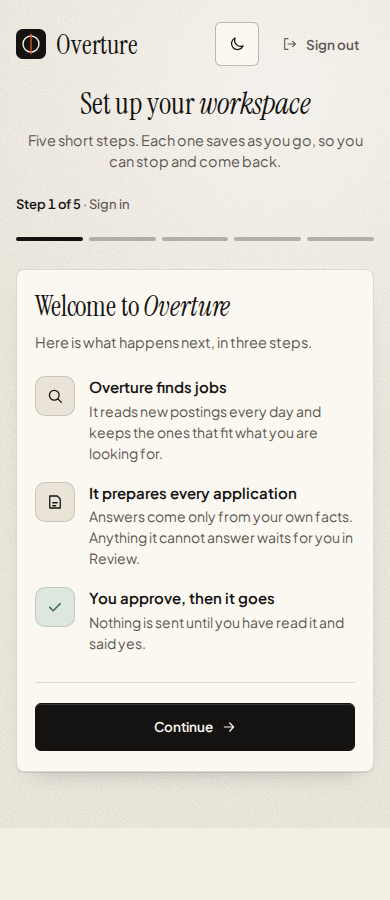 Overture
Sign out
Set up your workspace
Five short steps. Each one saves as you go, so you
can stop and come back.
Step 1 of 5 · Sign in
Welcome to Overture
Here is what happens next, in three steps.
Overture finds jobs
It reads new postings every day and
keeps the ones that fit what you are
looking for.
It prepares every application
Answers come only from your own facts.
Anything it cannot answer waits for you in
Review.
You approve, then it goes
Nothing is sent until you have read it and
said yes.
Continue